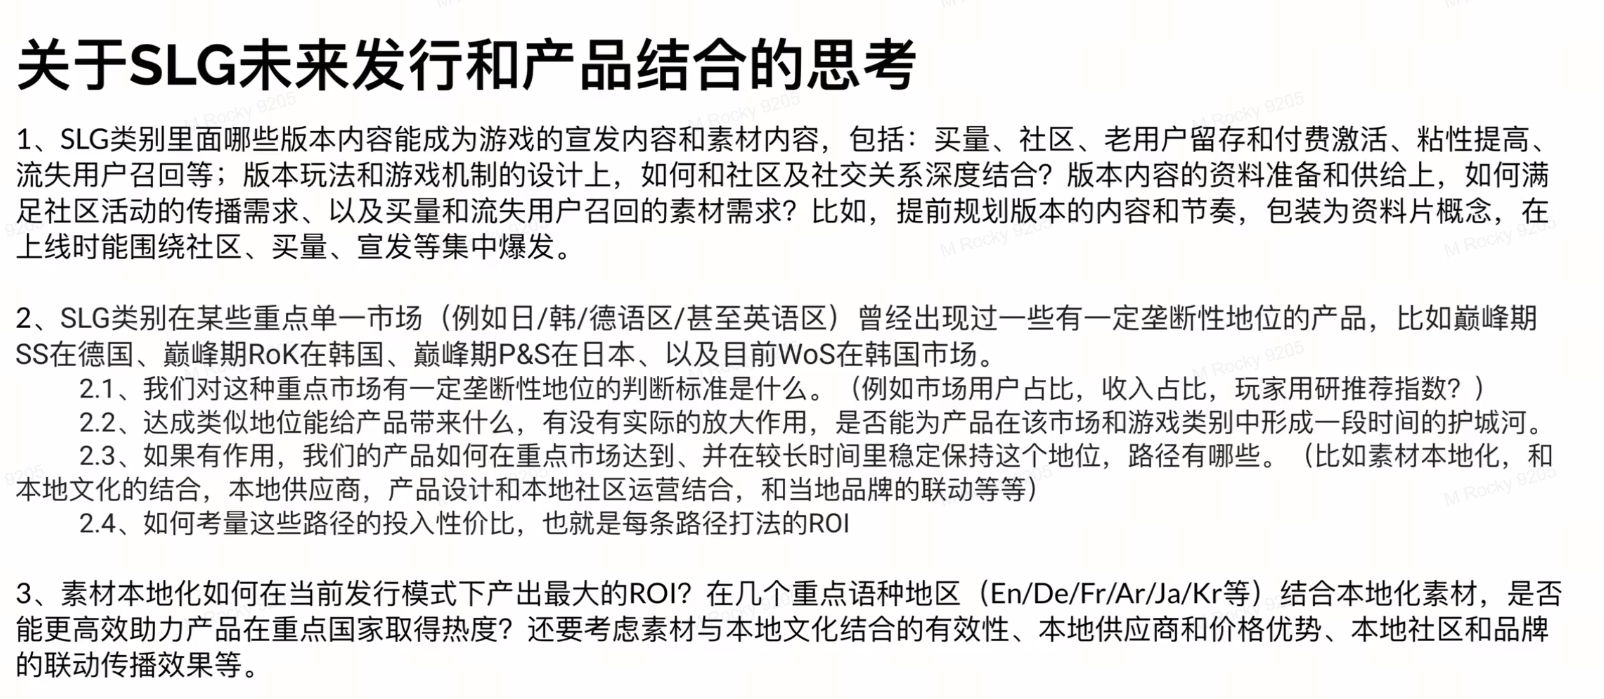 关于SLG未来发行和产品结合的思考
1、SLG类别里面哪些版本内容能成为游戏的宣发内容和素材内容，包括：买量、社区、老用户留存和付费激活、粘性提高、
流失用户召回等；版本玩法和游戏机制的设计上，如何和社区及社交关系深度结合？版本内容的资料准备和供给上，如何满
足社区活动的传播需求、以及买量和流失用户召回的素材需求？比如，提前规划版本的内容和节奏，包装为资料片概念，在
上线时能围绕社区、买量、宣发等集中爆发。
2、SLG类别在某些重点单一市场（例如日/韩/德语区/甚至英语区）曾经出现过一些有一定垄断性地位的产品，比如巅峰期
SS在德国、巅峰期RoK在韩国、巅峰期P&S在日本、以及目前WoS在韩国市场。
2.1、我们对这种重点市场有一定垄断性地位的判断标准是什么。（例如市场用户占比，收入占比，玩家用研推荐指数？）
2.2、达成类似地位能给产品带来什么，有没有实际的放大作用，是否能为产品在该市场和游戏类别中形成一段时间的护城河。
2.3、如果有作用，我们的产品如何在重点市场达到、并在较长时间里稳定保持这个地位，路径有哪些。（比如素材本地化，和
本地文化的结合，本地供应商，产品设计和本地社区运营结合，和当地品牌的联动等等）
2.4、如何考量这些路径的投入性价比，也就是每条路径打法的ROI
3、素材本地化如何在当前发行模式下产出最大的ROI？在几个重点语种地区（En/De/Fr/Ar/Ja/Kr等）结合本地化素材，是否
能更高效助力产品在重点国家取得热度？还要考虑素材与本地文化结合的有效性、本地供应商和价格优势、本地社区和品牌
的联动传播效果等。
M Rocky 9205